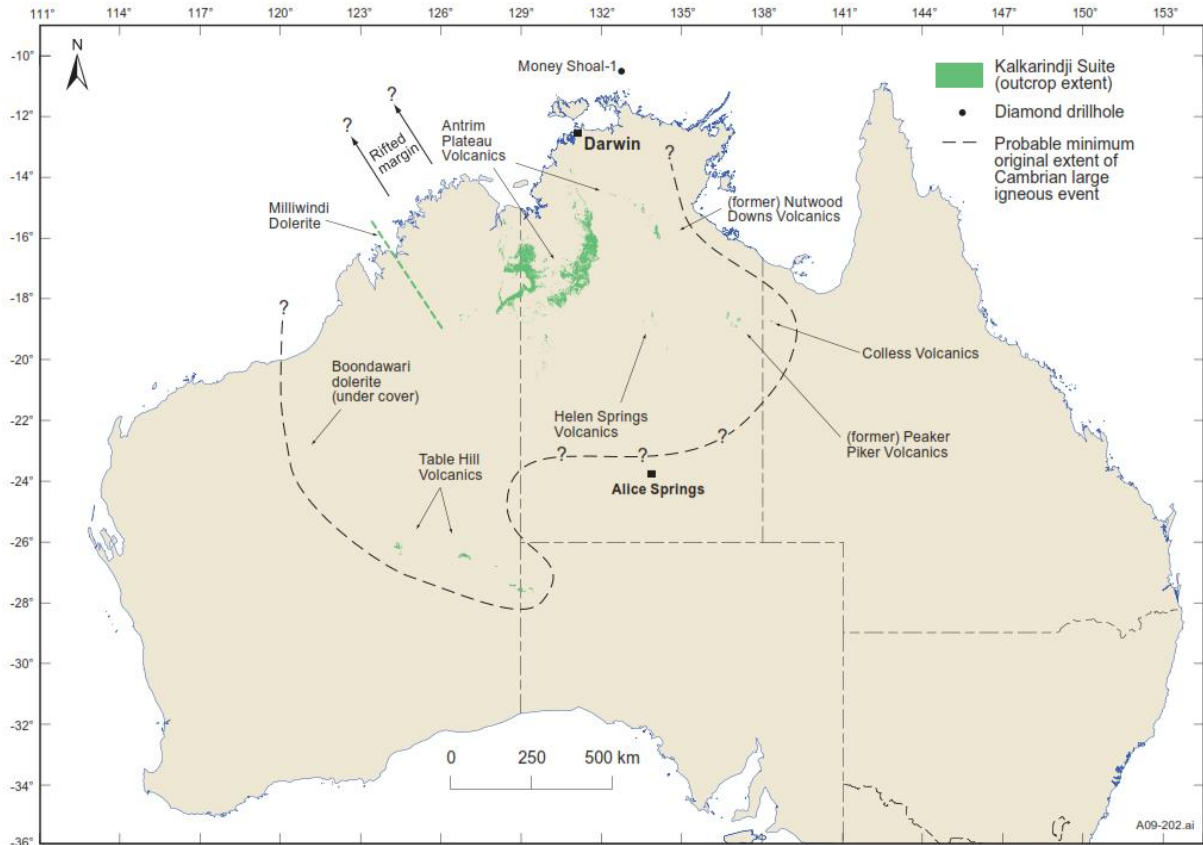 111° 114° 117° 120° 123° 126° 129° 132° 135° 138° 141° 144° 147° 150° 153°
-10°
-12°
-14°
-16°
-18°
-20°
-22°
-24°
-26°
-28°
-30°
-32°
-34°
-36°
N
Money Shoal-1
Kalkarindji Suite
(outcrop extent)
Diamond drillhole
Probable minimum
original extent of
Cambrian large
igneous event
?
?
Rifted
margin
Antrim
Plateau
Volcanics
Darwin
?
Milliwindi
Dolerite
(former) Nutwood
Downs Volcanics
?
Boondawari
dolerite
(under cover)
Colless Volcanics
Helen Springs
Volcanics
?
(former) Peaker
Piker Volcanics
?
?
Table Hill
Volcanics
Alice Springs
0 250 500 km
A09-202.ai